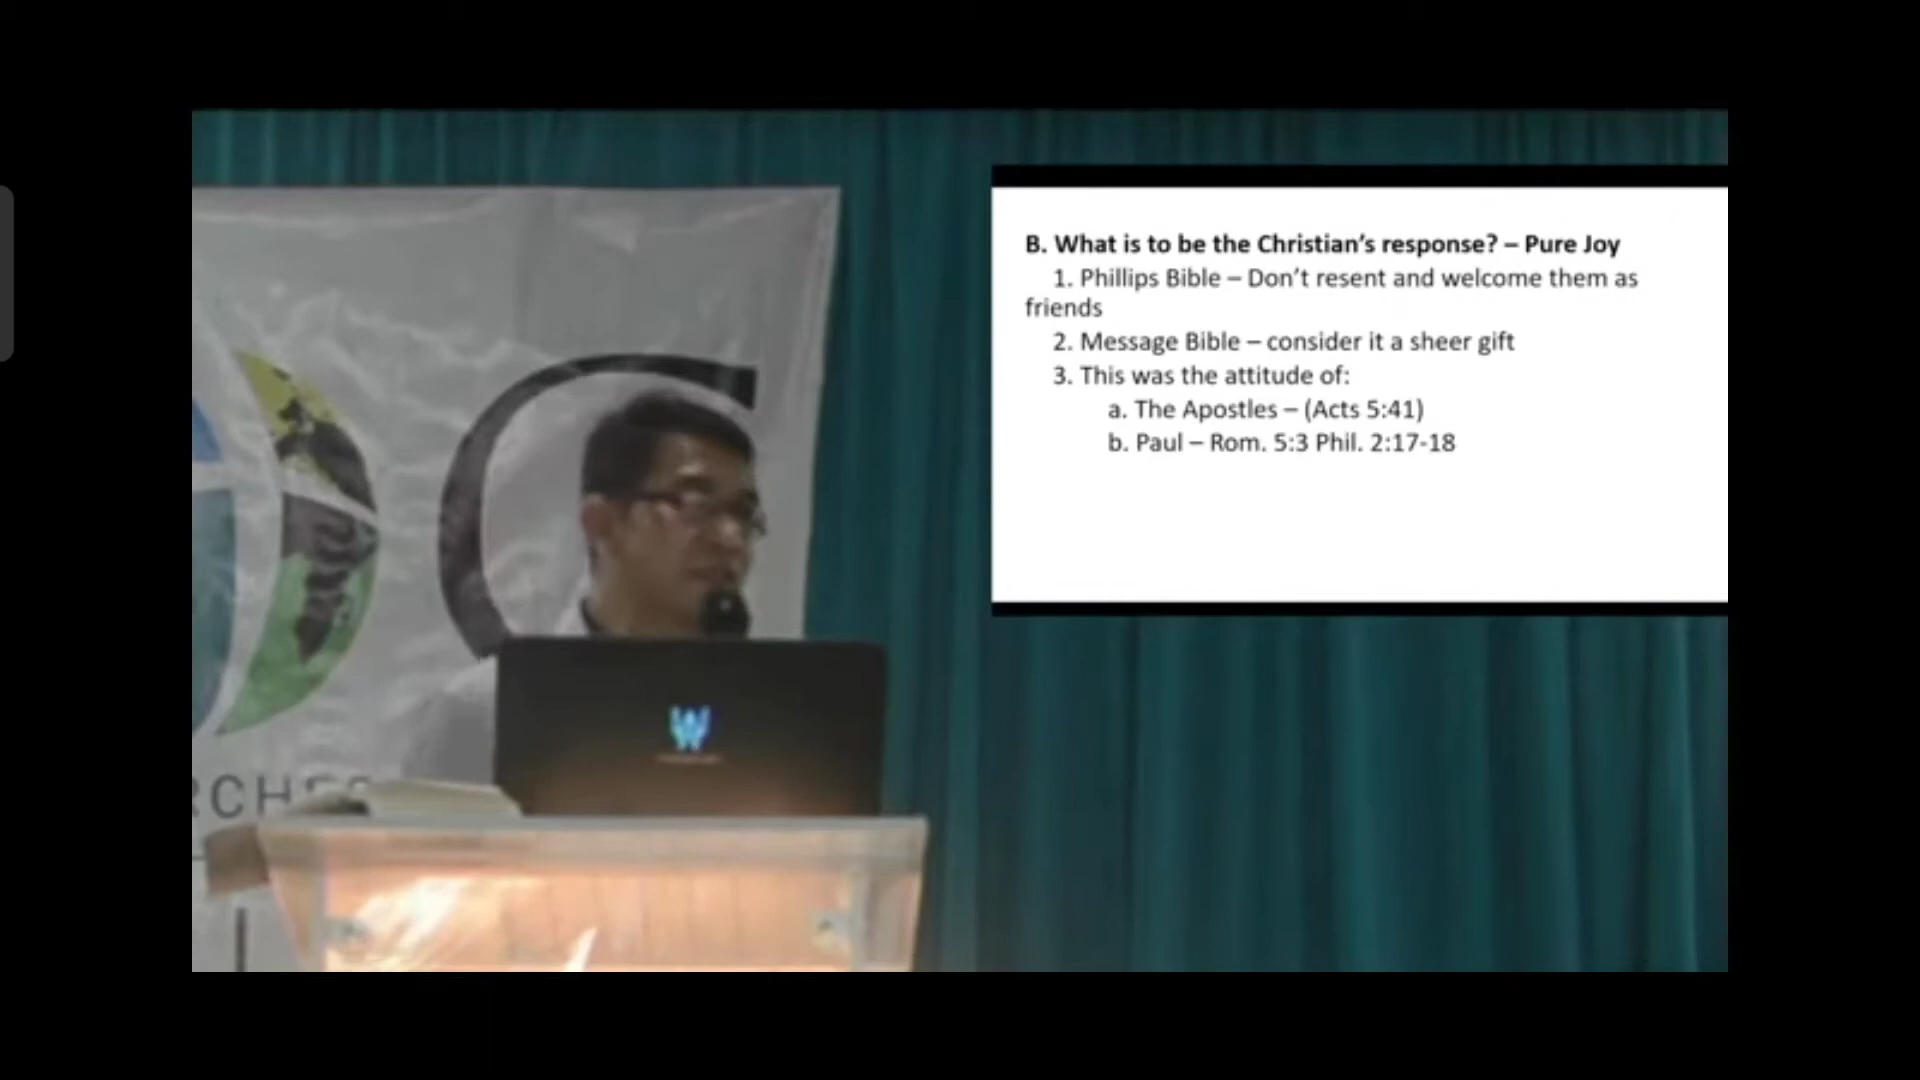 B. What is to be the Christian’s response? – Pure Joy
1. Phillips Bible – Don’t resent and welcome them as
friends
2. Message Bible – consider it a sheer gift
3. This was the attitude of:
a. The Apostles – (Acts 5:41)
b. Paul – Rom. 5:3 Phil. 2:17-18
C
RCHES
W